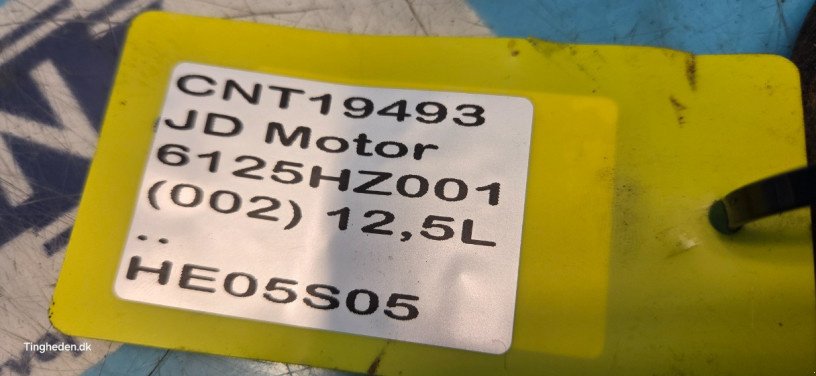 CNT19493
JD Motor
6125HZ001
(002) 12,5L
..
HE05S05
Tingheden.dk